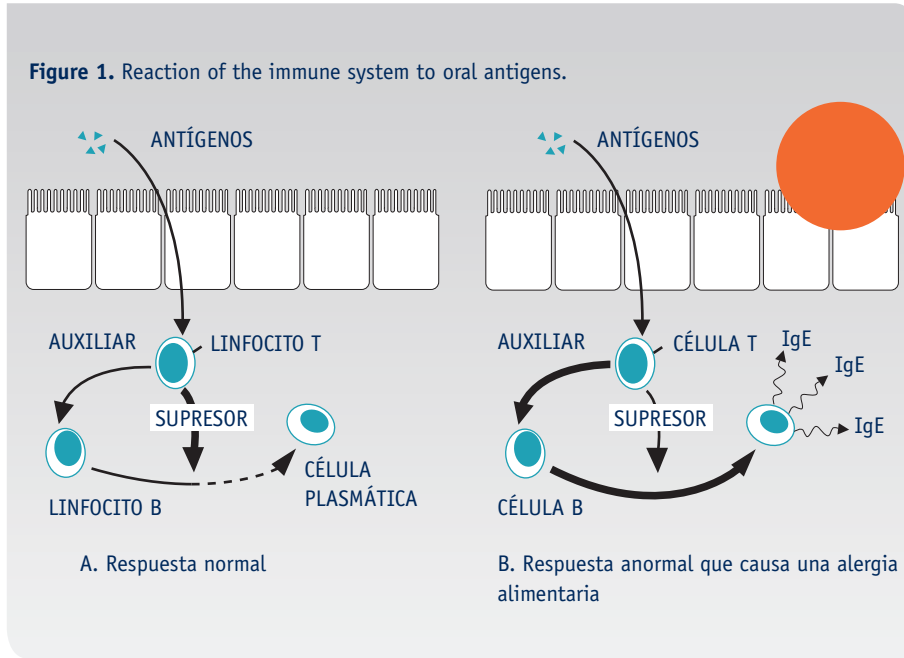 Figure 1. Reaction of the immune system to oral antigens.
ANTÍGENOS
AUXILIAR
LINFOCITO T
SUPRESOR
LINFOCITO B
CÉLULA
PLASMÁTICA
A. Respuesta normal
ANTÍGENOS
AUXILIAR
CÉLULA T
IgE
IgE
IgE
SUPRESOR
CÉLULA B
B. Respuesta anormal que causa una alergia
alimentaria